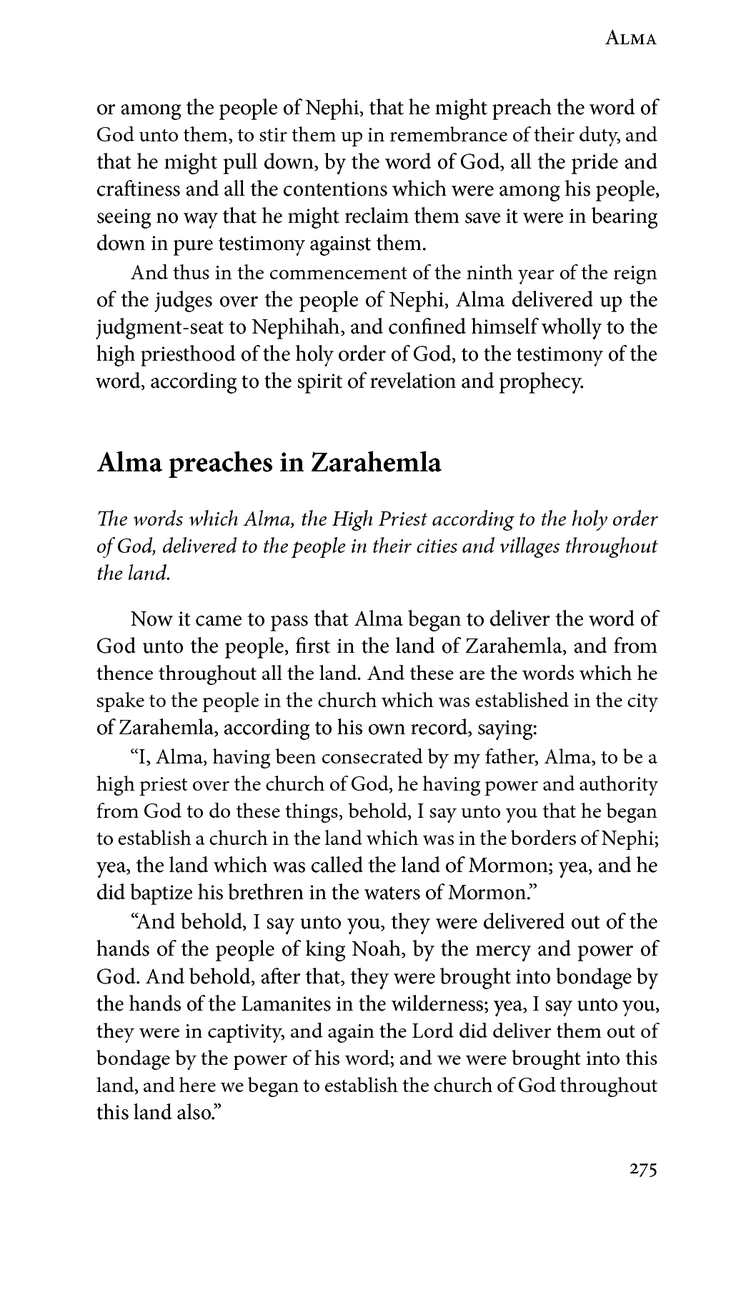 Alma
or among the people of Nephi, that he might preach the word of
God unto them, to stir them up in remembrance of their duty, and
that he might pull down, by the word of God, all the pride and
craftiness and all the contentions which were among his people,
seeing no way that he might reclaim them save it were in bearing
down in pure testimony against them.
And thus in the commencement of the ninth year of the reign
of the judges over the people of Nephi, Alma delivered up the
judgment-seat to Nephihah, and confined himself wholly to the
high priesthood of the holy order of God, to the testimony of the
word, according to the spirit of revelation and prophecy.
Alma preaches in Zarahemla
The words which Alma, the High Priest according to the holy order
of God, delivered to the people in their cities and villages throughout
the land.
Now it came to pass that Alma began to deliver the word of
God unto the people, first in the land of Zarahemla, and from
thence throughout all the land. And these are the words which he
spake to the people in the church which was established in the city
of Zarahemla, according to his own record, saying:
“I, Alma, having been consecrated by my father, Alma, to be a
high priest over the church of God, he having power and authority
from God to do these things, behold, I say unto you that he began
to establish a church in the land which was in the borders of Nephi;
yea, the land which was called the land of Mormon; yea, and he
did baptize his brethren in the waters of Mormon.”
“And behold, I say unto you, they were delivered out of the
hands of the people of king Noah, by the mercy and power of
God. And behold, after that, they were brought into bondage by
the hands of the Lamanites in the wilderness; yea, I say unto you,
they were in captivity, and again the Lord did deliver them out of
bondage by the power of his word; and we were brought into this
land, and here we began to establish the church of God throughout
this land also.”
275